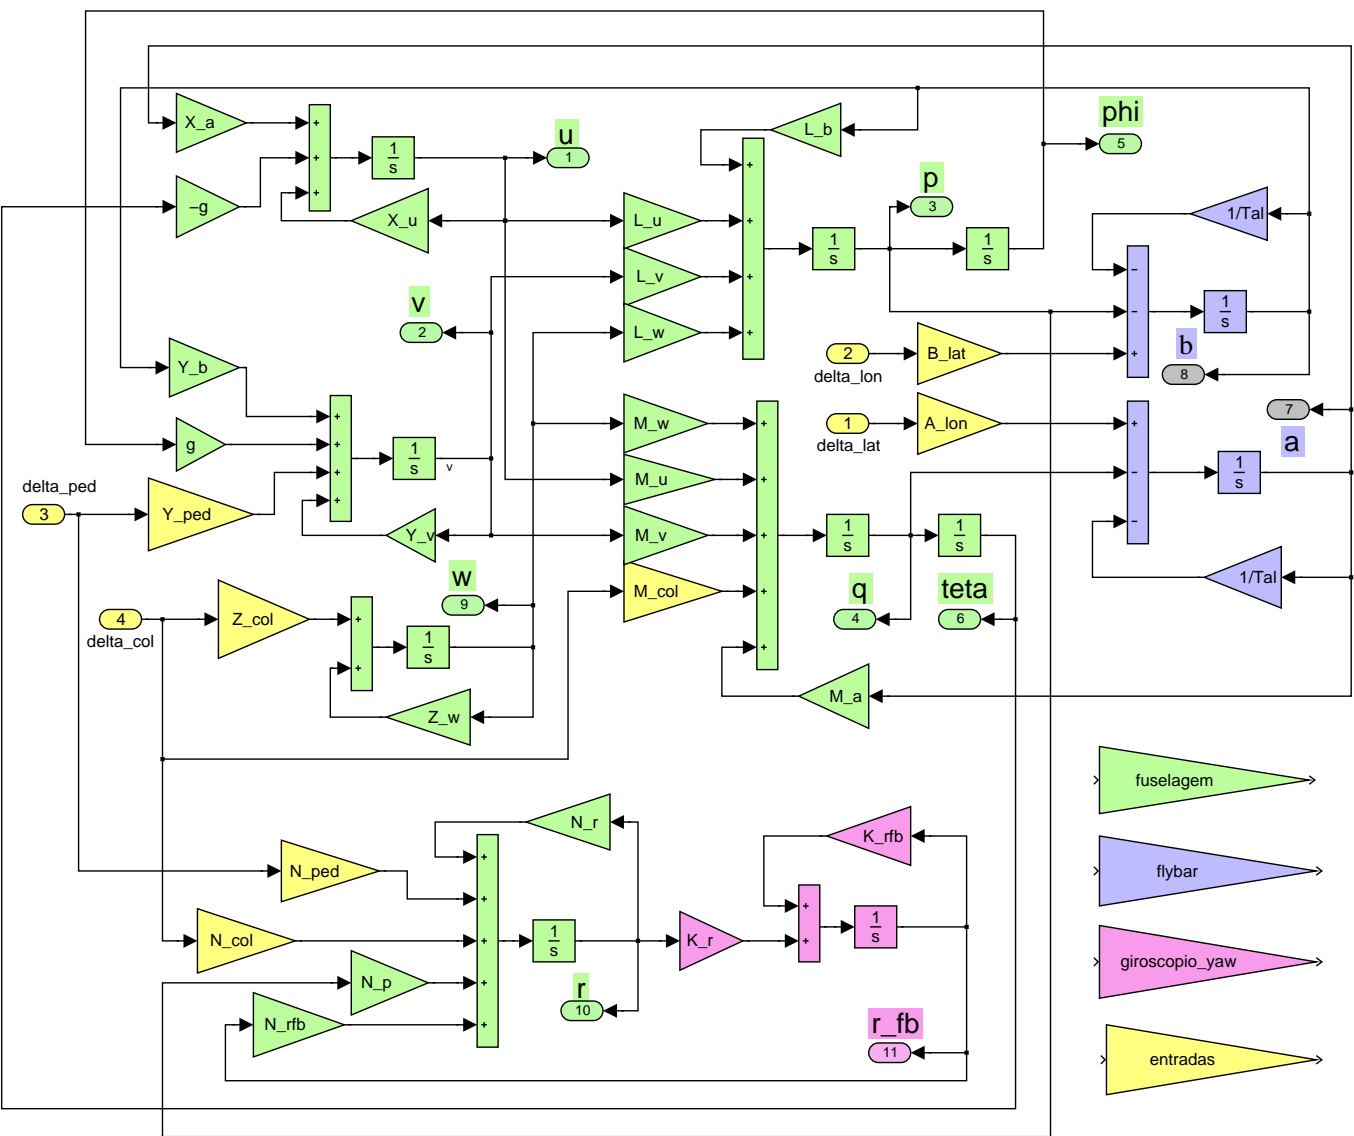 phi
5
X_a
+
L_b
u
1
+
1
s
+
p
3
1/Tal
−g
+
X_u
L_u
+
1
s
1
s
−
L_v
+
v
2
L_w
+
−
1
s
2
delta_lon
B_lat
+
b
8
Y_b
7
a
+
M_w
+
1
delta_lat
A_lon
+
g
+
1
s
v
M_u
+
−
1
s
delta_ped
3
Y_ped
+
+
Y_v
M_v
+
1
s
1
s
−
w
9
M_col
+
q
4
teta
6
1/Tal
4
delta_col
Z_col
+
1
s
+
+
Z_w
M_a
fuselagem
N_r
K_rfb
+
N_ped
+
flybar
+
N_col
+
1
s
K_r
+
1
s
giroscopio_yaw
N_p
+
r
10
N_rfb
+
r_fb
11
entradas